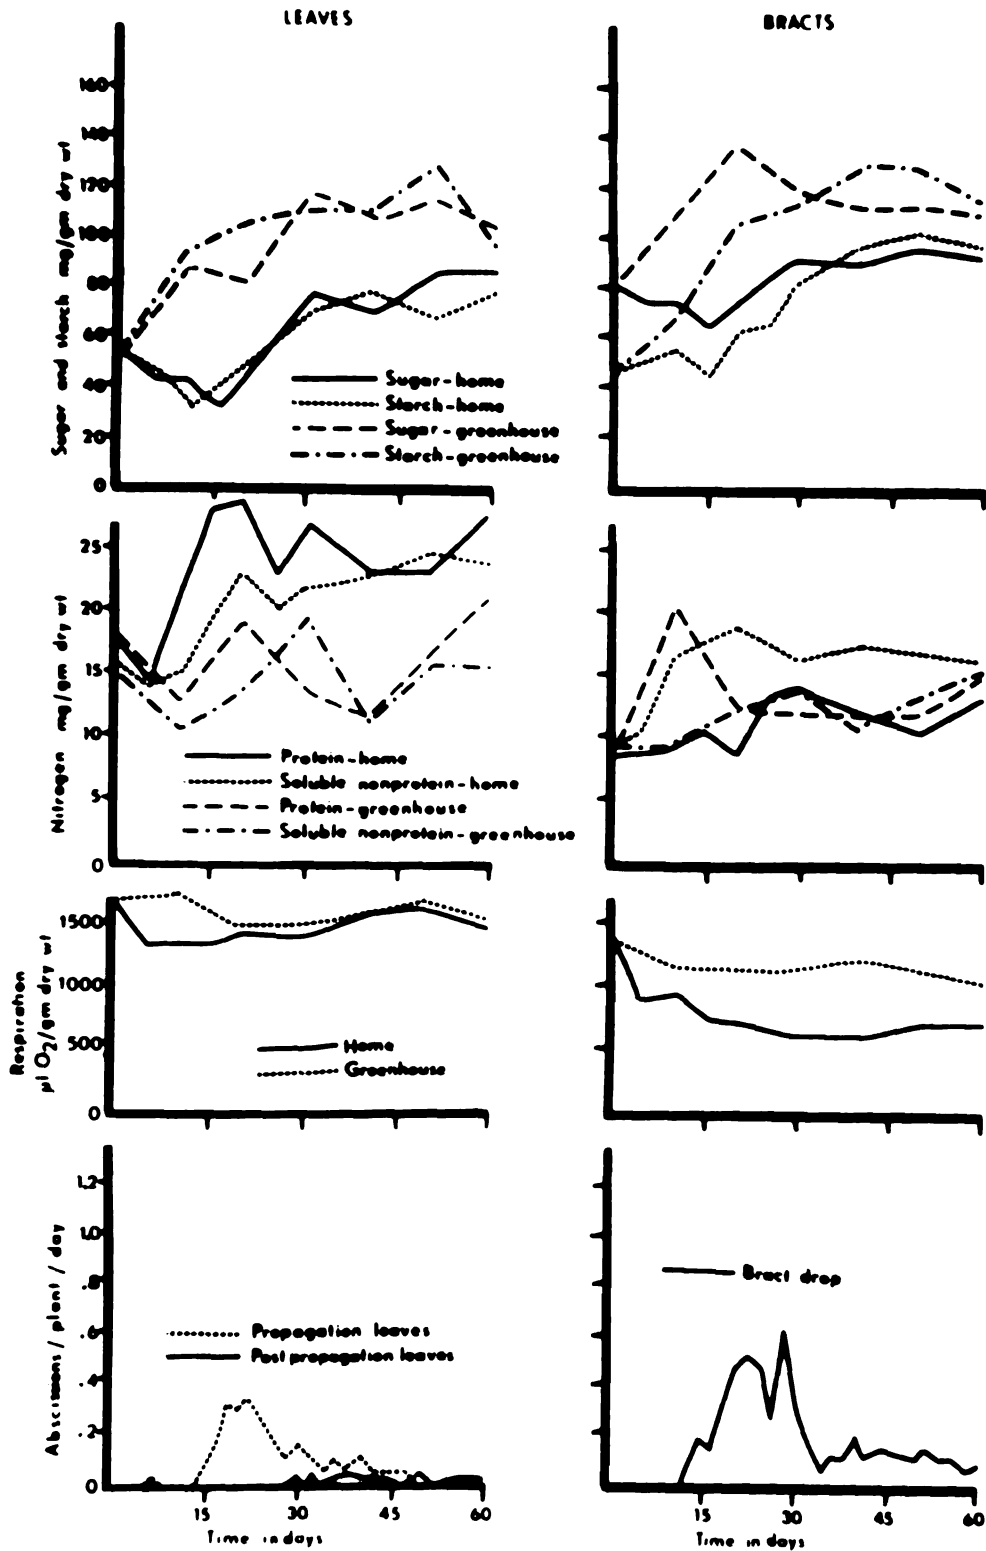 LEAVES
BRACTS
Sugar and starch mg/gm dry wt
160
140
120
100
80
60
40
20
0
Sugar-home
Starch-home
Sugar-greenhouse
Starch-greenhouse
Nitrogen mg/gm dry wt
25
20
15
10
5
0
Protein-home
Soluble nonprotein-home
Protein-greenhouse
Soluble nonprotein-greenhouse
Respiration
µl O2/gm dry wt
1500
1000
500
0
Home
Greenhouse
Abscissions/plant/day
1.2
1.0
.8
.6
.4
.2
0
Propagation leaves
Post propagation leaves
Bract drop
15 30 45 60
Time in days
15 30 45 60
Time in days